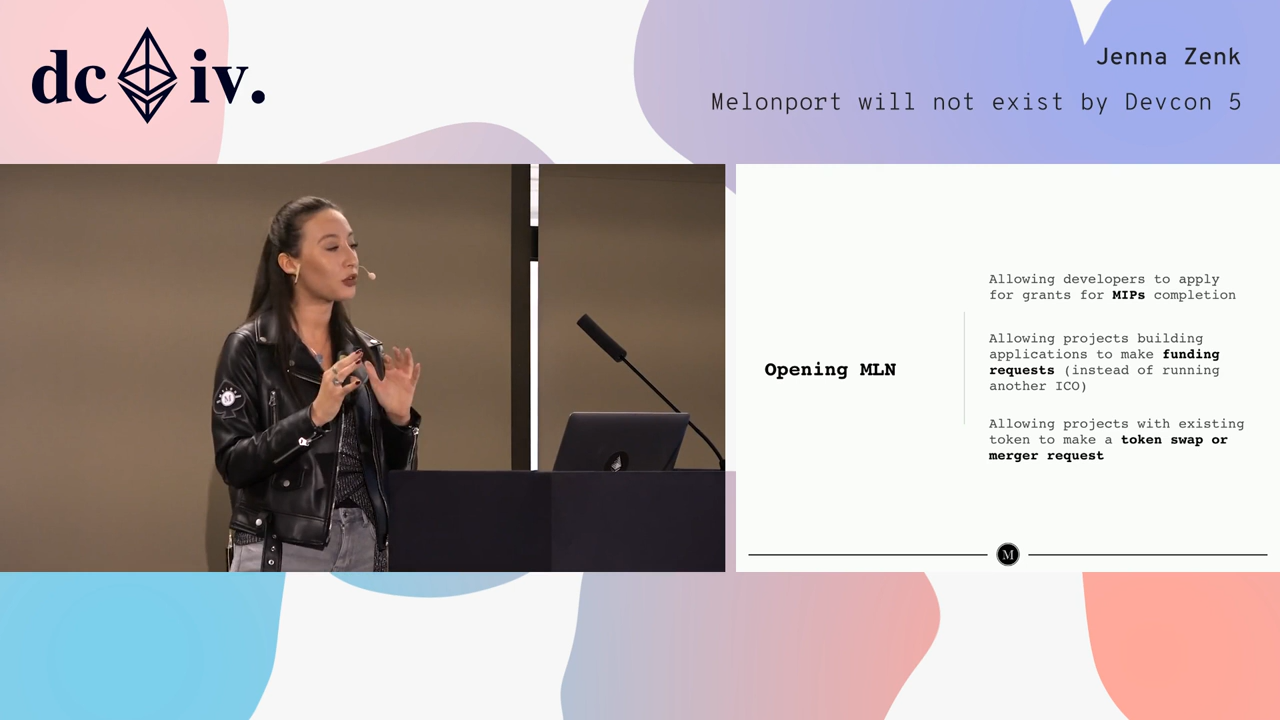 dc iv.
Jenna Zenk
Melonport will not exist by Devcon 5
Opening MLN
Allowing developers to apply
for grants for MIPs completion
Allowing projects building
applications to make funding
requests (instead of running
another ICO)
Allowing projects with existing
token to make a token swap or
merger request
M
M